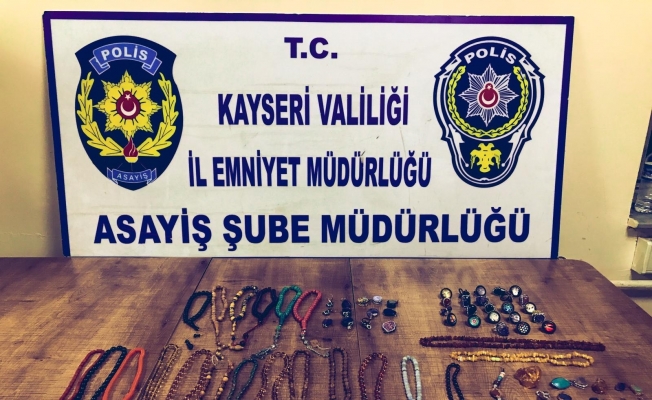 POLİS
ASAYİŞ
T.C.
KAYSERİ VALİLİĞİ
İL EMNİYET MÜDÜRLÜĞÜ
ASAYİŞ ŞUBE MÜDÜRLÜĞÜ
POLİS